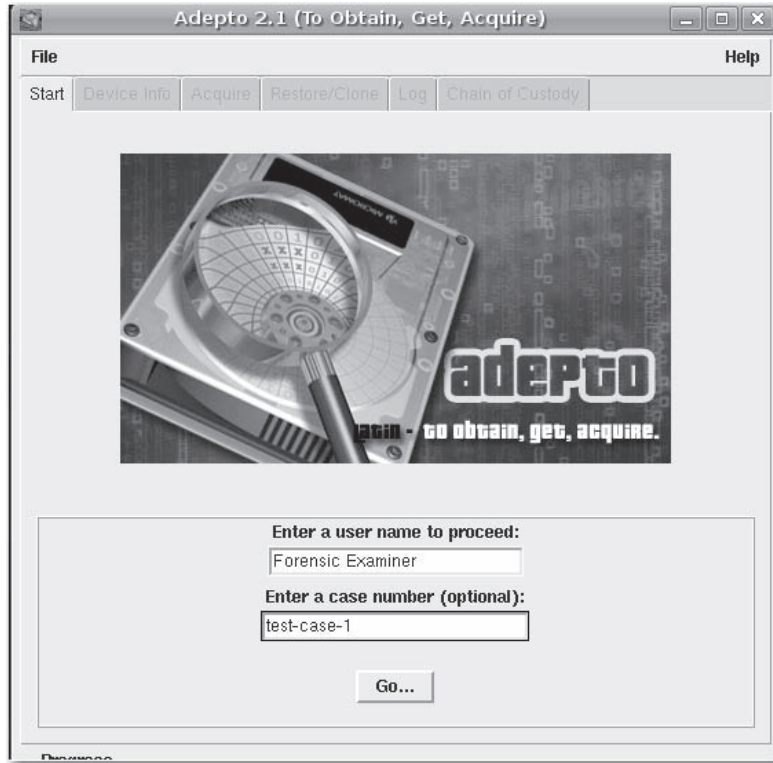 Adepto 2.1 (To Obtain, Get, Acquire)
File Help
Start Device Info Acquire Restore/Clone Log Chain of Custody
MICROMAT
adepto
latin - to obtain, get, acquire.
Enter a user name to proceed:
Forensic Examiner
Enter a case number (optional):
test-case-1
Go...